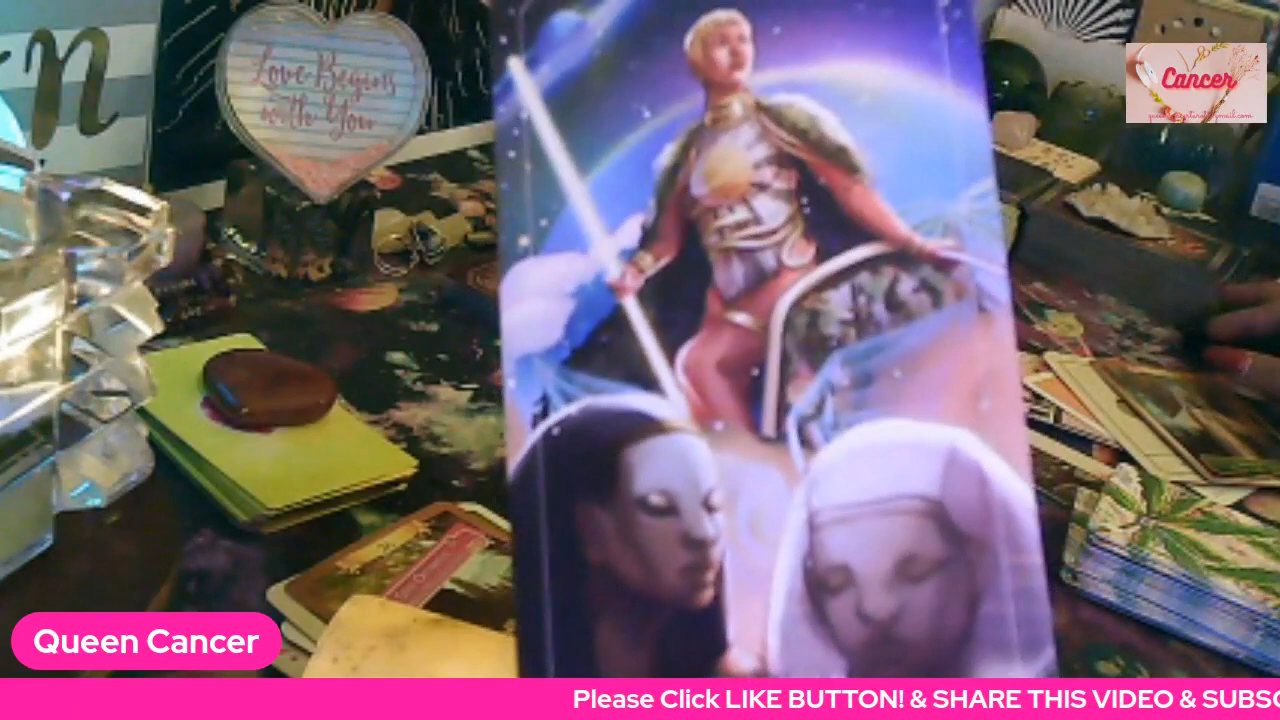 n
Love Begins
with You
Cancer
Queen Cancer
Please Click LIKE BUTTON! & SHARE THIS VIDEO & SUBSC